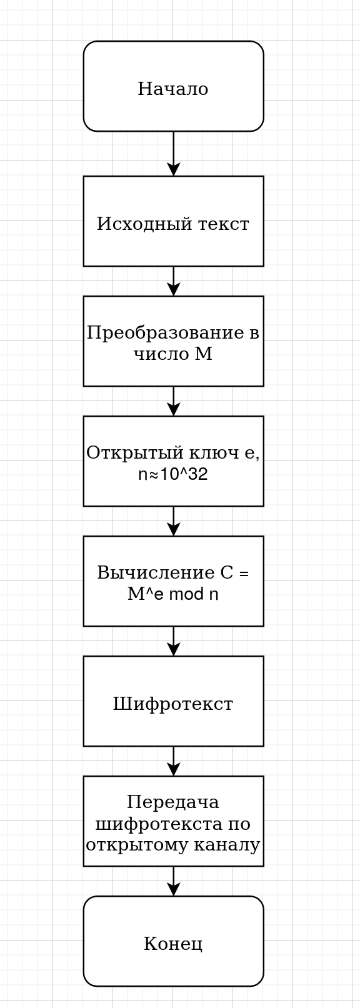 Начало
Исходный текст
Преобразование в
число М
Открытый ключ e,
n≈10^32
Вычисление C =
M^e mod n
Шифротекст
Передача
шифротекста по
открытому каналу
Конец